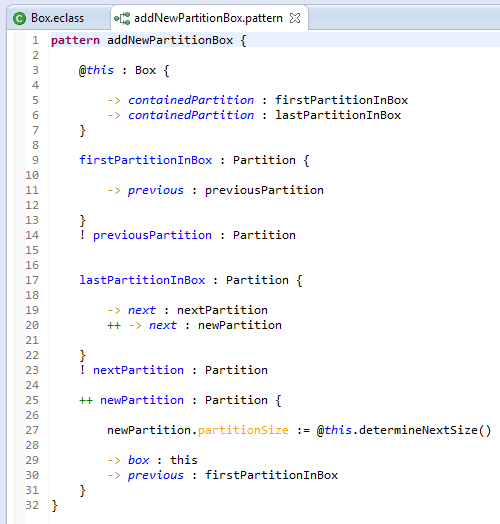 Box.eclass
addNewPartitionBox.pattern
1 pattern addNewPartitionBox {
2
3 @this : Box {
4
5 -> containedPartition : firstPartitionInBox
6 -> containedPartition : lastPartitionInBox
7 }
8
9 firstPartitionInBox : Partition {
10
11 -> previous : previousPartition
12
13 }
14 ! previousPartition : Partition
15
16
17 lastPartitionInBox : Partition {
18
19 -> next : nextPartition
20 ++ -> next : newPartition
21
22 }
23 ! nextPartition : Partition
24
25 ++ newPartition : Partition {
26
27 newPartition.partitionSize := @this.determineNextSize()
28
29 -> box : this
30 -> previous : firstPartitionInBox
31 }
32 }